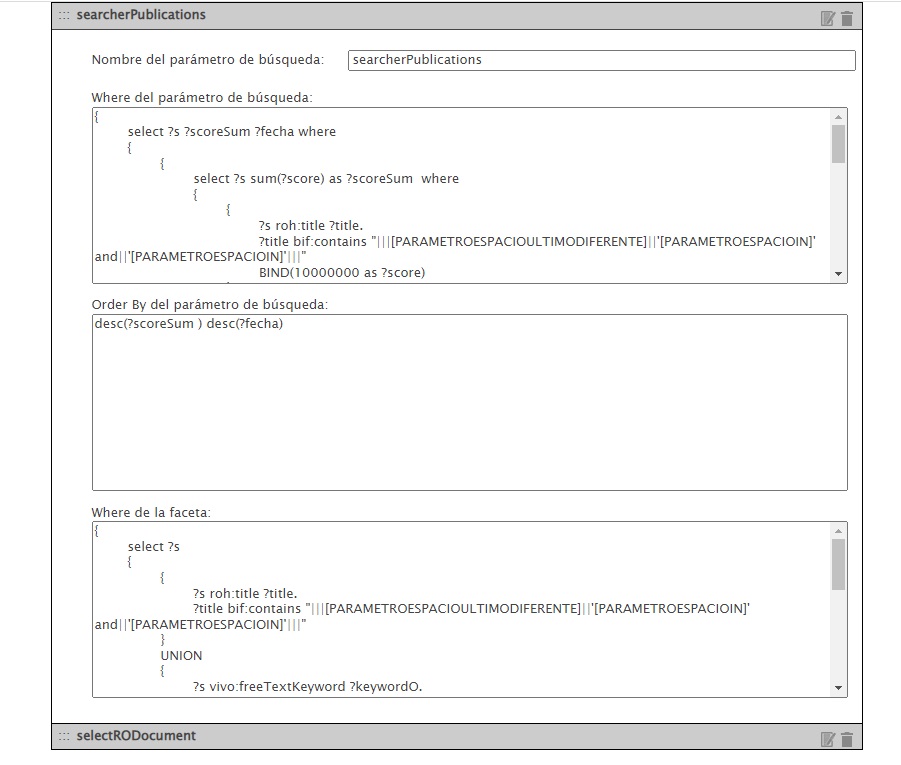 ::: searcherPublications
Nombre del parámetro de búsqueda: searcherPublications
Where del parámetro de búsqueda:
{
select ?s ?scoreSum ?fecha where
{
{
select ?s sum(?score) as ?scoreSum  where
{
{
?s roh:title ?title.
?title bif:contains "|||[PARAMETROESPACIOULTIMODIFERENTE]||'[PARAMETROESPACIOIN]'
and||'[PARAMETROESPACIOIN]'|||"
BIND(10000000 as ?score)
Order By del parámetro de búsqueda:
desc(?scoreSum ) desc(?fecha)
Where de la faceta:
{
select ?s
{
{
?s roh:title ?title.
?title bif:contains "|||[PARAMETROESPACIOULTIMODIFERENTE]||'[PARAMETROESPACIOIN]'
and||'[PARAMETROESPACIOIN]'|||"
}
UNION
{
?s vivo:freeTextKeyword ?keywordO.
::: selectRODocument